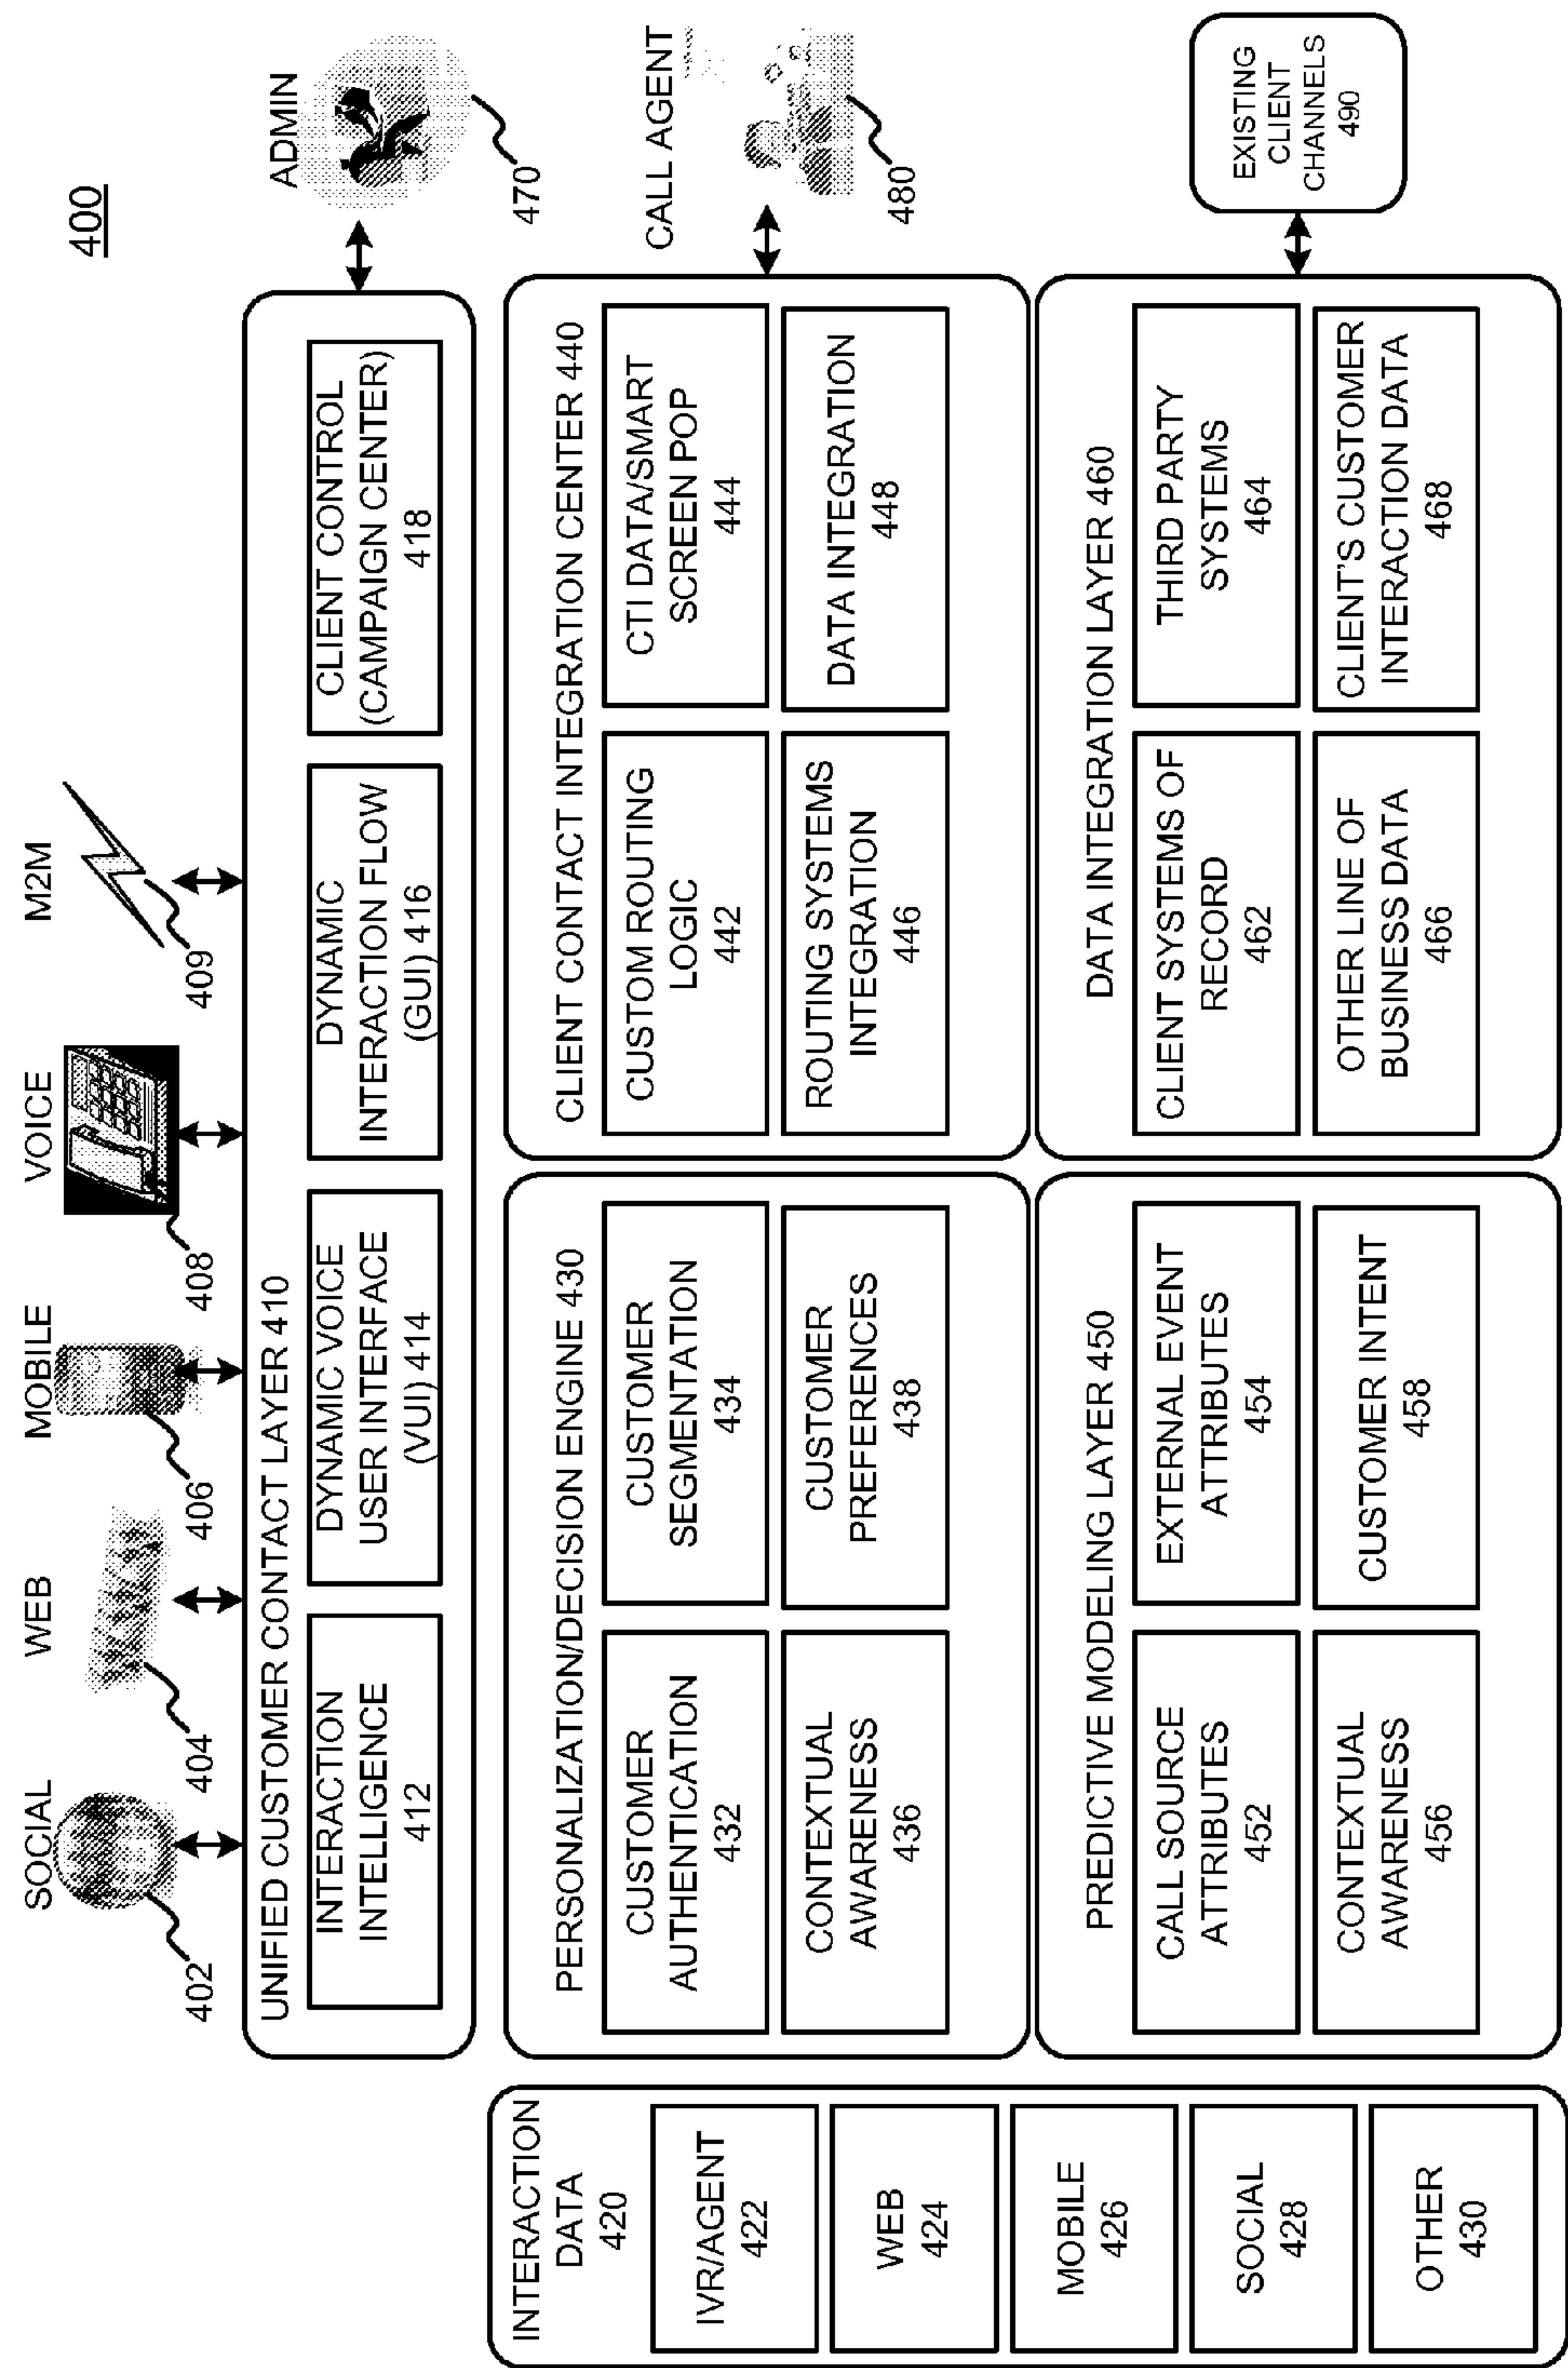 400
SOCIAL
WEB
MOBILE
VOICE
M2M
402
404
406
408
409
ADMIN
470
UNIFIED CUSTOMER CONTACT LAYER 410
INTERACTION
INTELLIGENCE
412
DYNAMIC VOICE
USER INTERFACE
(VUI) 414
DYNAMIC
INTERACTION FLOW
(GUI) 416
CLIENT CONTROL
(CAMPAIGN CENTER)
418
INTERACTION
DATA
420
IVR/AGENT
422
WEB
424
MOBILE
426
SOCIAL
428
OTHER
430
PERSONALIZATION/DECISION ENGINE 430
CUSTOMER
AUTHENTICATION
432
CUSTOMER
SEGMENTATION
434
CONTEXTUAL
AWARENESS
436
CUSTOMER
PREFERENCES
438
CLIENT CONTACT INTEGRATION CENTER 440
CUSTOM ROUTING
LOGIC
442
CTI DATA/SMART
SCREEN POP
444
ROUTING SYSTEMS
INTEGRATION
446
DATA INTEGRATION
448
CALL AGENT
480
PREDICTIVE MODELING LAYER 450
CALL SOURCE
ATTRIBUTES
452
EXTERNAL EVENT
ATTRIBUTES
454
CONTEXTUAL
AWARENESS
456
CUSTOMER INTENT
458
DATA INTEGRATION LAYER 460
CLIENT SYSTEMS OF
RECORD
462
THIRD PARTY
SYSTEMS
464
OTHER LINE OF
BUSINESS DATA
466
CLIENT'S CUSTOMER
INTERACTION DATA
468
EXISTING
CLIENT
CHANNELS
490